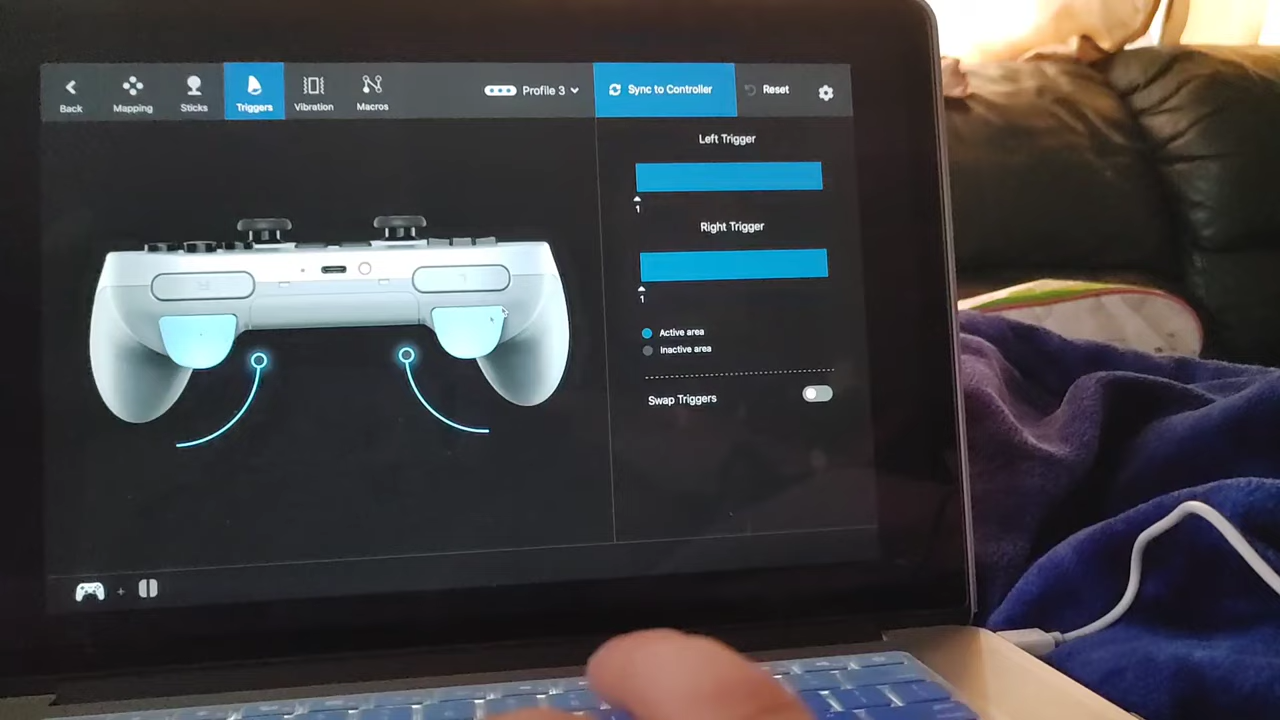 Back
Mapping
Sticks
Triggers
Vibration
Macros
Profile 3
Sync to Controller
Reset
Left Trigger
1
Right Trigger
1
Active area
Inactive area
Swap Triggers
R
L
+